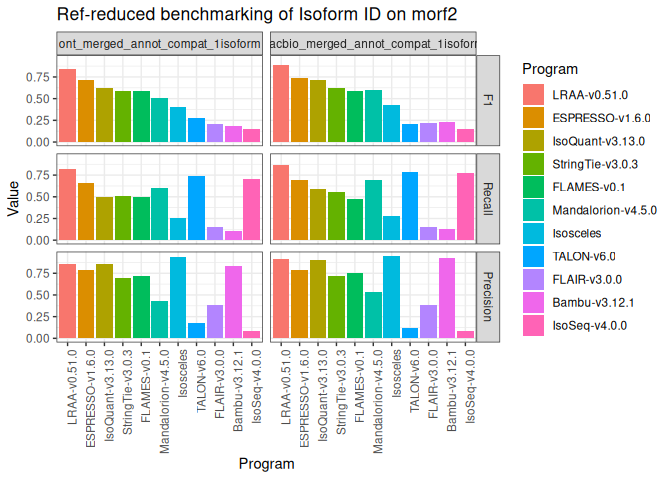 Ref-reduced benchmarking of Isoform ID on morf2
ont_merged_annot_compat_1isoform
acbio_merged_annot_compat_1isoforr
F1
Recall
Precision
0.75
0.50
0.25
0.00
0.75
0.50
0.25
0.00
0.75
0.50
0.25
0.00
Value
LRAA-v0.51.0
ESPRESSO-v1.6.0
IsoQuant-v3.13.0
StringTie-v3.0.3
FLAMES-v0.1
Mandalorion-v4.5.0
Isosceles
TALON-v6.0
FLAIR-v3.0.0
Bambu-v3.12.1
IsoSeq-v4.0.0
LRAA-v0.51.0
ESPRESSO-v1.6.0
IsoQuant-v3.13.0
StringTie-v3.0.3
FLAMES-v0.1
Mandalorion-v4.5.0
Isosceles
TALON-v6.0
FLAIR-v3.0.0
Bambu-v3.12.1
IsoSeq-v4.0.0
Program
Program
LRAA-v0.51.0
ESPRESSO-v1.6.0
IsoQuant-v3.13.0
StringTie-v3.0.3
FLAMES-v0.1
Mandalorion-v4.5.0
Isosceles
TALON-v6.0
FLAIR-v3.0.0
Bambu-v3.12.1
IsoSeq-v4.0.0